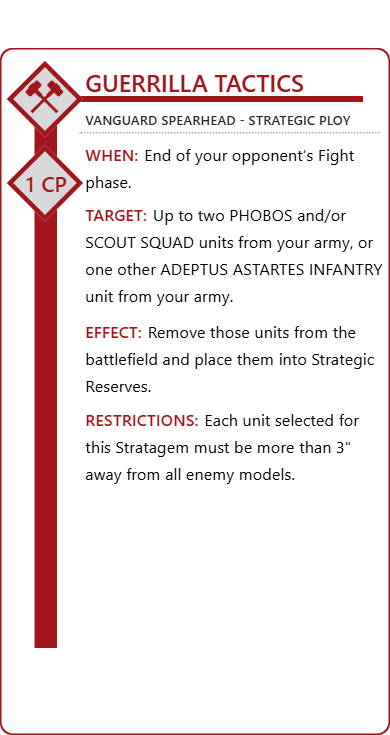 GUERRILLA TACTICS
VANGUARD SPEARHEAD - STRATEGIC PLOY
1 CP
WHEN: End of your opponent's Fight
phase.
TARGET: Up to two PHOBOS and/or
SCOUT SQUAD units from your army, or
one other ADEPTUS ASTARTES INFANTRY
unit from your army.
EFFECT: Remove those units from the
battlefield and place them into Strategic
Reserves.
RESTRICTIONS: Each unit selected for
this Stratagem must be more than 3"
away from all enemy models.